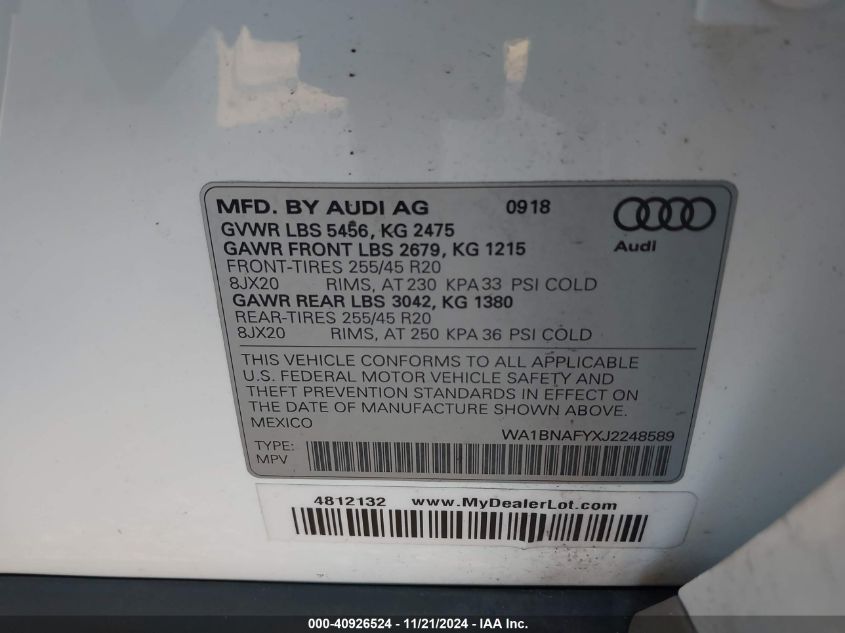 MFD. BY AUDI AG 0918
GVWR LBS 5456, KG 2475
GAWR FRONT LBS 2679, KG 1215
Audi
FRONT-TIRES 255/45 R20
8JX20 RIMS, AT 230 KPA 33 PSI COLD
GAWR REAR LBS 3042, KG 1380
REAR-TIRES 255/45 R20
8JX20 RIMS, AT 250 KPA 36 PSI COLD
THIS VEHICLE CONFORMS TO ALL APPLICABLE
U.S. FEDERAL MOTOR VEHICLE SAFETY AND
THEFT PREVENTION STANDARDS IN EFFECT ON
THE DATE OF MANUFACTURE SHOWN ABOVE.
MEXICO
WA1BNAFYXJ2248589
TYPE:
MPV
4812132 www.MyDealerLot.com
000-40926524 - 11/21/2024 - IAA Inc.